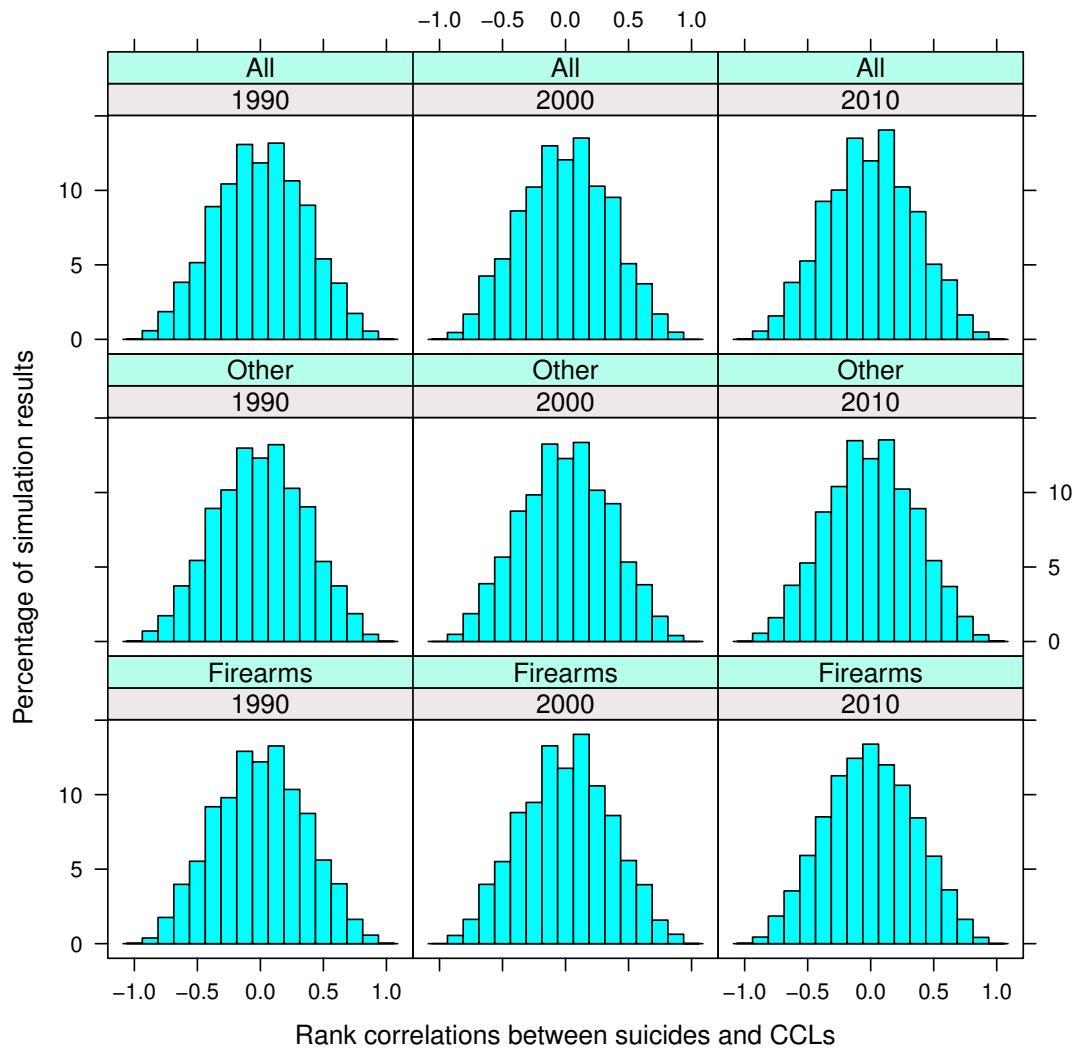 −1.0 −0.5 0.0 0.5 1.0
All All All
1990 2000 2010
10
5
0
Other Other Other
1990 2000 2010
10
5
0
Firearms Firearms Firearms
1990 2000 2010
10
5
0
−1.0 −0.5 0.0 0.5 1.0 −1.0 −0.5 0.0 0.5 1.0
Percentage of simulation results
Rank correlations between suicides and CCLs